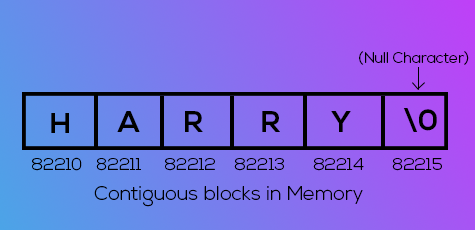 (Null Character)
H A R R Y \0
82210 82211 82212 82213 82214 82215
Contiguous blocks in Memory